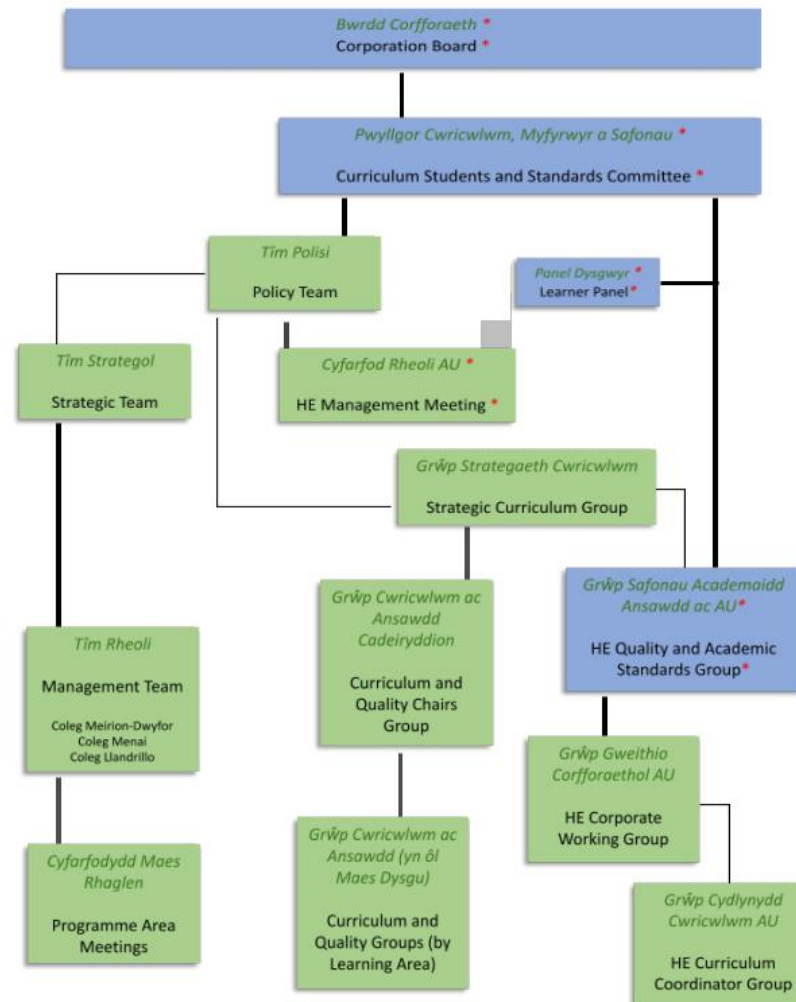 Bwrdd Corfforaeth *
Corporation Board *
Pwyllgor Cwricwlwm, Myfyrwyr a Safonau *
Curriculum Students and Standards Committee *
Tîm Polisi
Policy Team
Panel Dysgwyr *
Learner Panel*
Tîm Strategol
Strategic Team
Cyfarfod Rheoli AU *
HE Management Meeting *
Grŵp Strategaeth Cwricwlwm
Strategic Curriculum Group
Grŵp Safonau Academaidd
Ansawdd ac AU*
HE Quality and Academic
Standards Group*
Grŵp Cwricwlwm ac
Ansawdd
Cadeiryddion
Curriculum and
Quality Chairs
Group
Tîm Rheoli
Management Team
Coleg Meirion-Dwyfor
Coleg Menai
Coleg Llandrillo
Grŵp Gweithio
Corfforaethol AU
HE Corporate
Working Group
Cyfarfodydd Maes
Rhaglen
Programme Area
Meetings
Grŵp Cwricwlwm ac
Ansawdd (yn ôl
Maes Dysgu)
Curriculum and
Quality Groups (by
Learning Area)
Grŵp Cydlynydd
Cwricwlwm AU
HE Curriculum
Coordinator Group